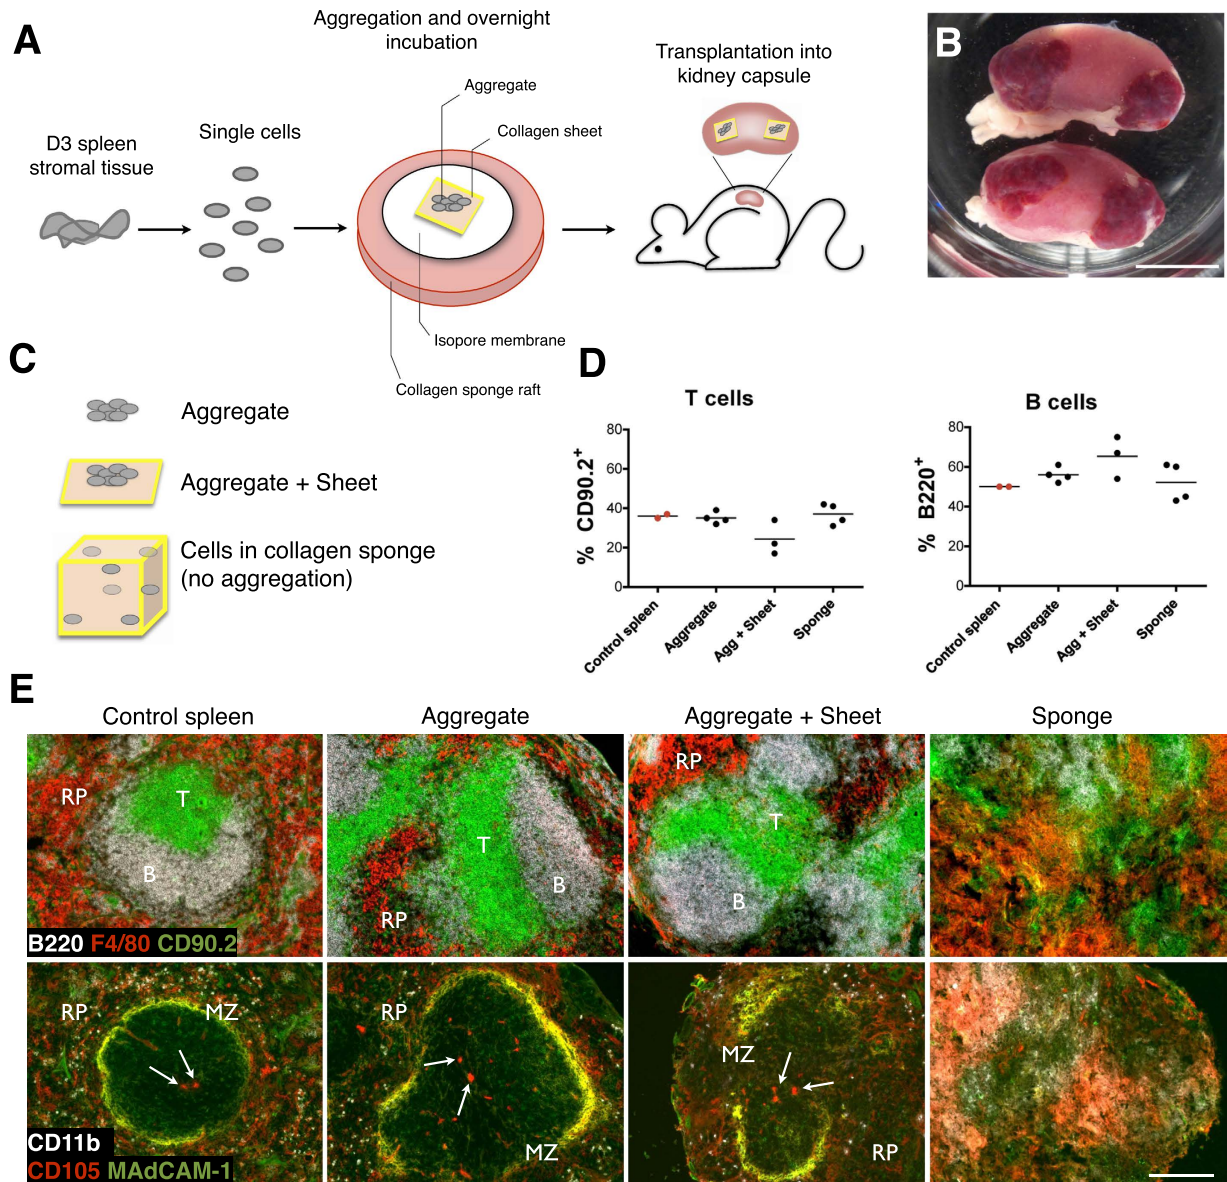 A
Aggregation and overnight
incubation
Aggregate
Collagen sheet
D3 spleen
stromal tissue
Single cells
Isopore membrane
Collagen sponge raft
Transplantation into
kidney capsule
B
C
Aggregate
Aggregate + Sheet
Cells in collagen sponge
(no aggregation)
D
T cells
% CD90.2+
80
60
40
20
0
Control spleen
Aggregate
Agg + Sheet
Sponge
B cells
% B220+
80
60
40
20
0
Control spleen
Aggregate
Agg + Sheet
Sponge
E
Control spleen
Aggregate
Aggregate + Sheet
Sponge
RP
T
B
B220 F4/80 CD90.2
T
B
RP
RP
T
B
RP
MZ
CD11b
CD105 MAdCAM-1
RP
MZ
MZ
RP